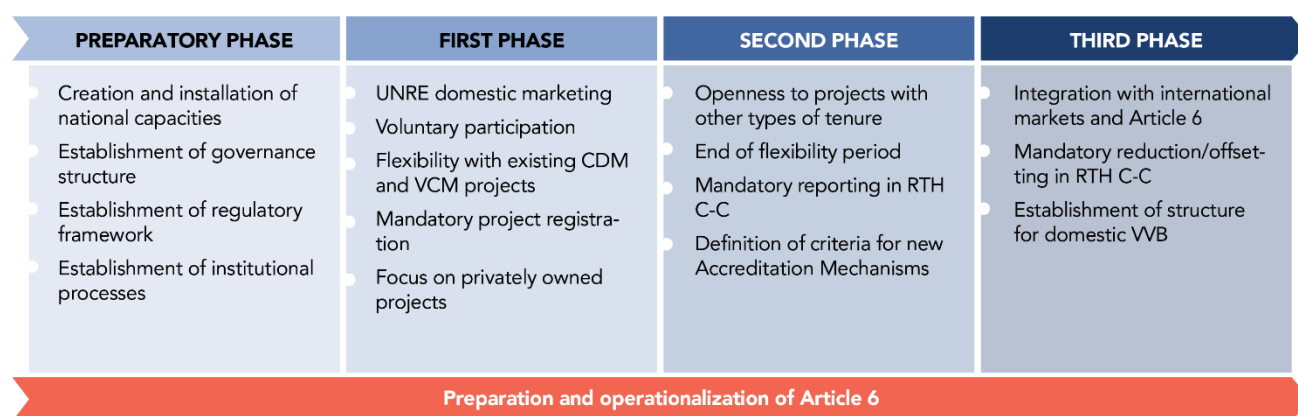 PREPARATORY PHASE
Creation and installation of
national capacities
Establishment of governance
structure
Establishment of regulatory
framework
Establishment of institutional
processes
FIRST PHASE
UNRE domestic marketing
Voluntary participation
Flexibility with existing CDM
and VCM projects
Mandatory project registra-
tion
Focus on privately owned
projects
SECOND PHASE
Openness to projects with
other types of tenure
End of flexibility period
Mandatory reporting in RTH
C-C
Definition of criteria for new
Accreditation Mechanisms
THIRD PHASE
Integration with international
markets and Article 6
Mandatory reduction/offset-
ting in RTH C-C
Establishment of structure
for domestic VVB
Preparation and operationalization of Article 6